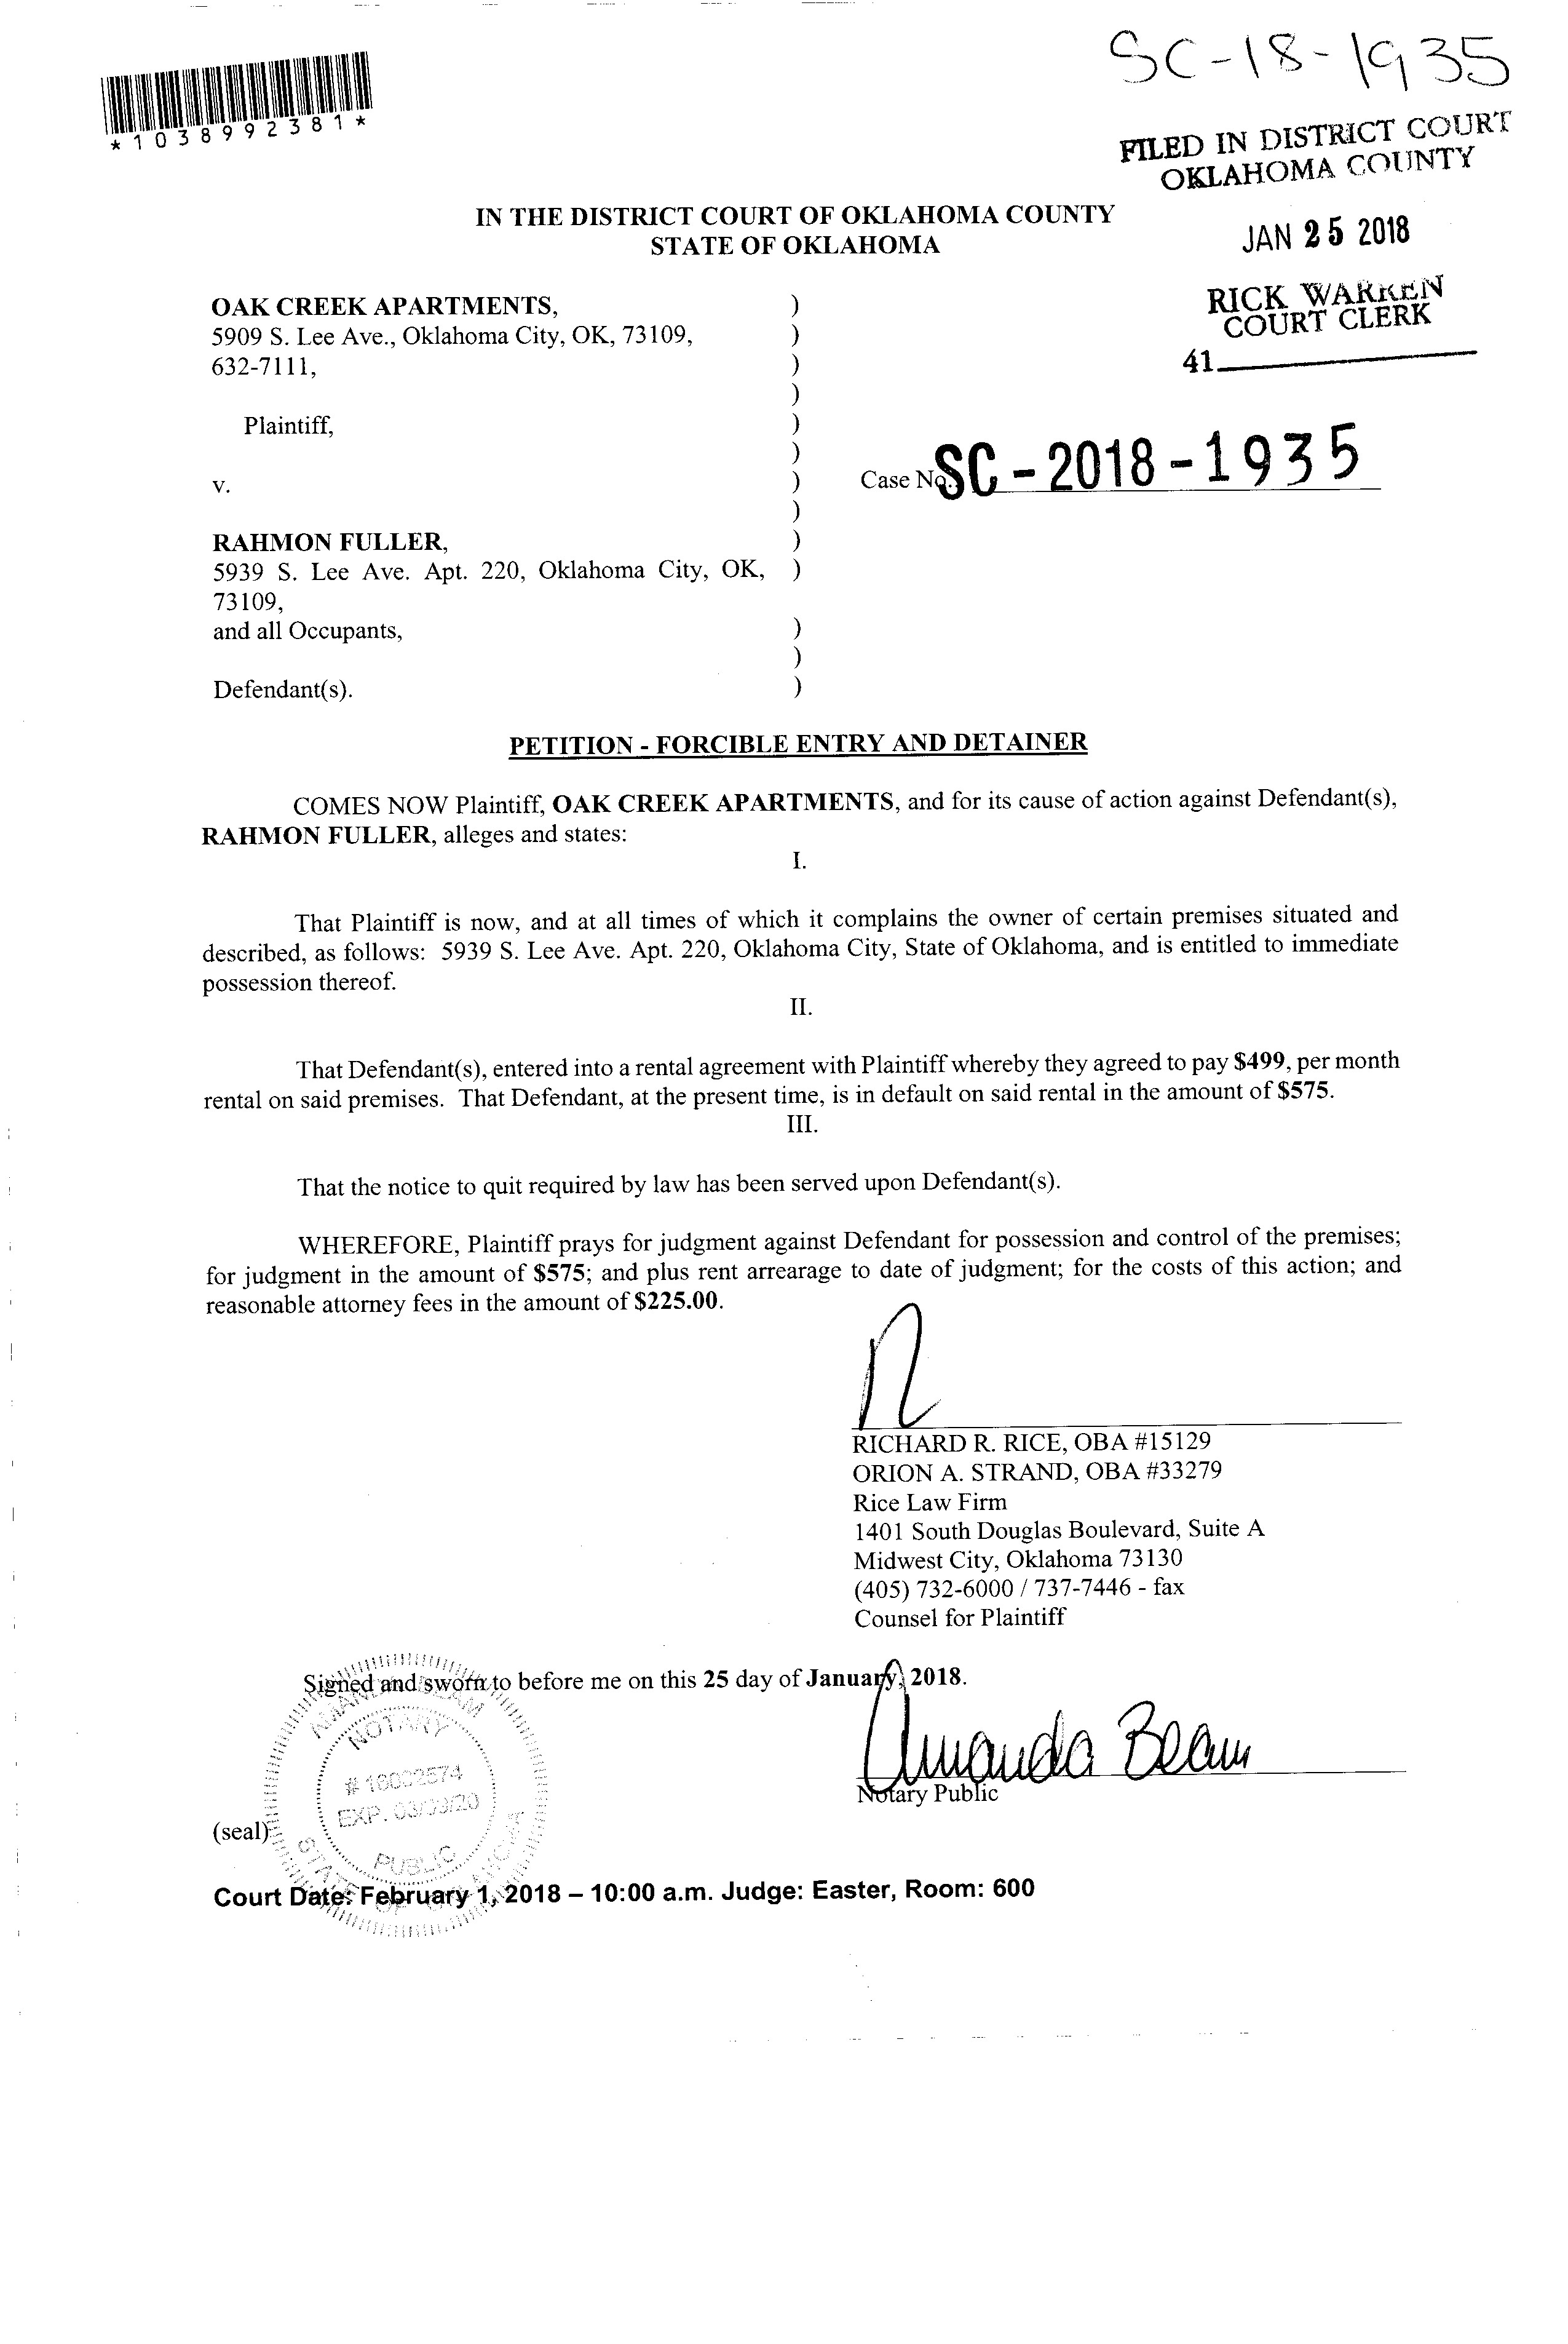 *1038992381*
SC-18-1935
FILED IN DISTRICT COURT
OKLAHOMA COUNTY
JAN 25 2018
RICK WARREN
COURT CLERK
41
IN THE DISTRICT COURT OF OKLAHOMA COUNTY
STATE OF OKLAHOMA
OAK CREEK APARTMENTS, )
5909 S. Lee Ave., Oklahoma City, OK, 73109, )
632-7111, )
)
Plaintiff, )
)
v. )
)
Case No. SC-2018-1935
RAHMON FULLER, )
5939 S. Lee Ave. Apt. 220, Oklahoma City, OK, )
73109,
and all Occupants, )
)
Defendant(s). )
PETITION - FORCIBLE ENTRY AND DETAINER
COMES NOW Plaintiff, OAK CREEK APARTMENTS, and for its cause of action against Defendant(s),
RAHMON FULLER, alleges and states:
I.
That Plaintiff is now, and at all times of which it complains the owner of certain premises situated and
described, as follows: 5939 S. Lee Ave. Apt. 220, Oklahoma City, State of Oklahoma, and is entitled to immediate
possession thereof.
II.
That Defendant(s), entered into a rental agreement with Plaintiff whereby they agreed to pay $499, per month
rental on said premises. That Defendant, at the present time, is in default on said rental in the amount of $575.
III.
That the notice to quit required by law has been served upon Defendant(s).
WHEREFORE, Plaintiff prays for judgment against Defendant for possession and control of the premises;
for judgment in the amount of $575; and plus rent arrearage to date of judgment; for the costs of this action; and
reasonable attorney fees in the amount of $225.00.
RICHARD R. RICE, OBA #15129
ORION A. STRAND, OBA #33279
Rice Law Firm
1401 South Douglas Boulevard, Suite A
Midwest City, Oklahoma 73130
(405) 732-6000 / 737-7446 - fax
Counsel for Plaintiff
Signed and sworn to before me on this 25 day of January, 2018.
Amanda Beam
Notary Public
NOTARY
PUBLIC
(seal)
Court Date: February 1, 2018 – 10:00 a.m. Judge: Easter, Room: 600